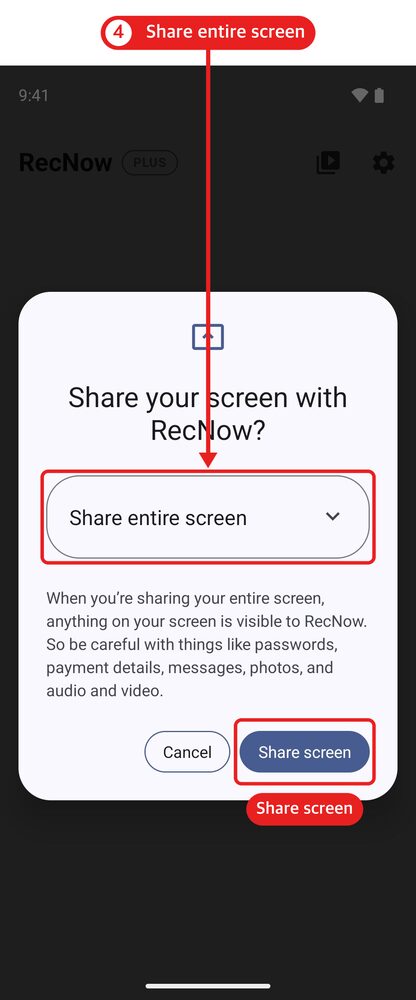 4 Share entire screen
9:41
RecNow PLUS
Share your screen with
RecNow?
Share entire screen
When you’re sharing your entire screen,
anything on your screen is visible to RecNow.
So be careful with things like passwords,
payment details, messages, photos, and
audio and video.
Cancel Share screen
Share screen